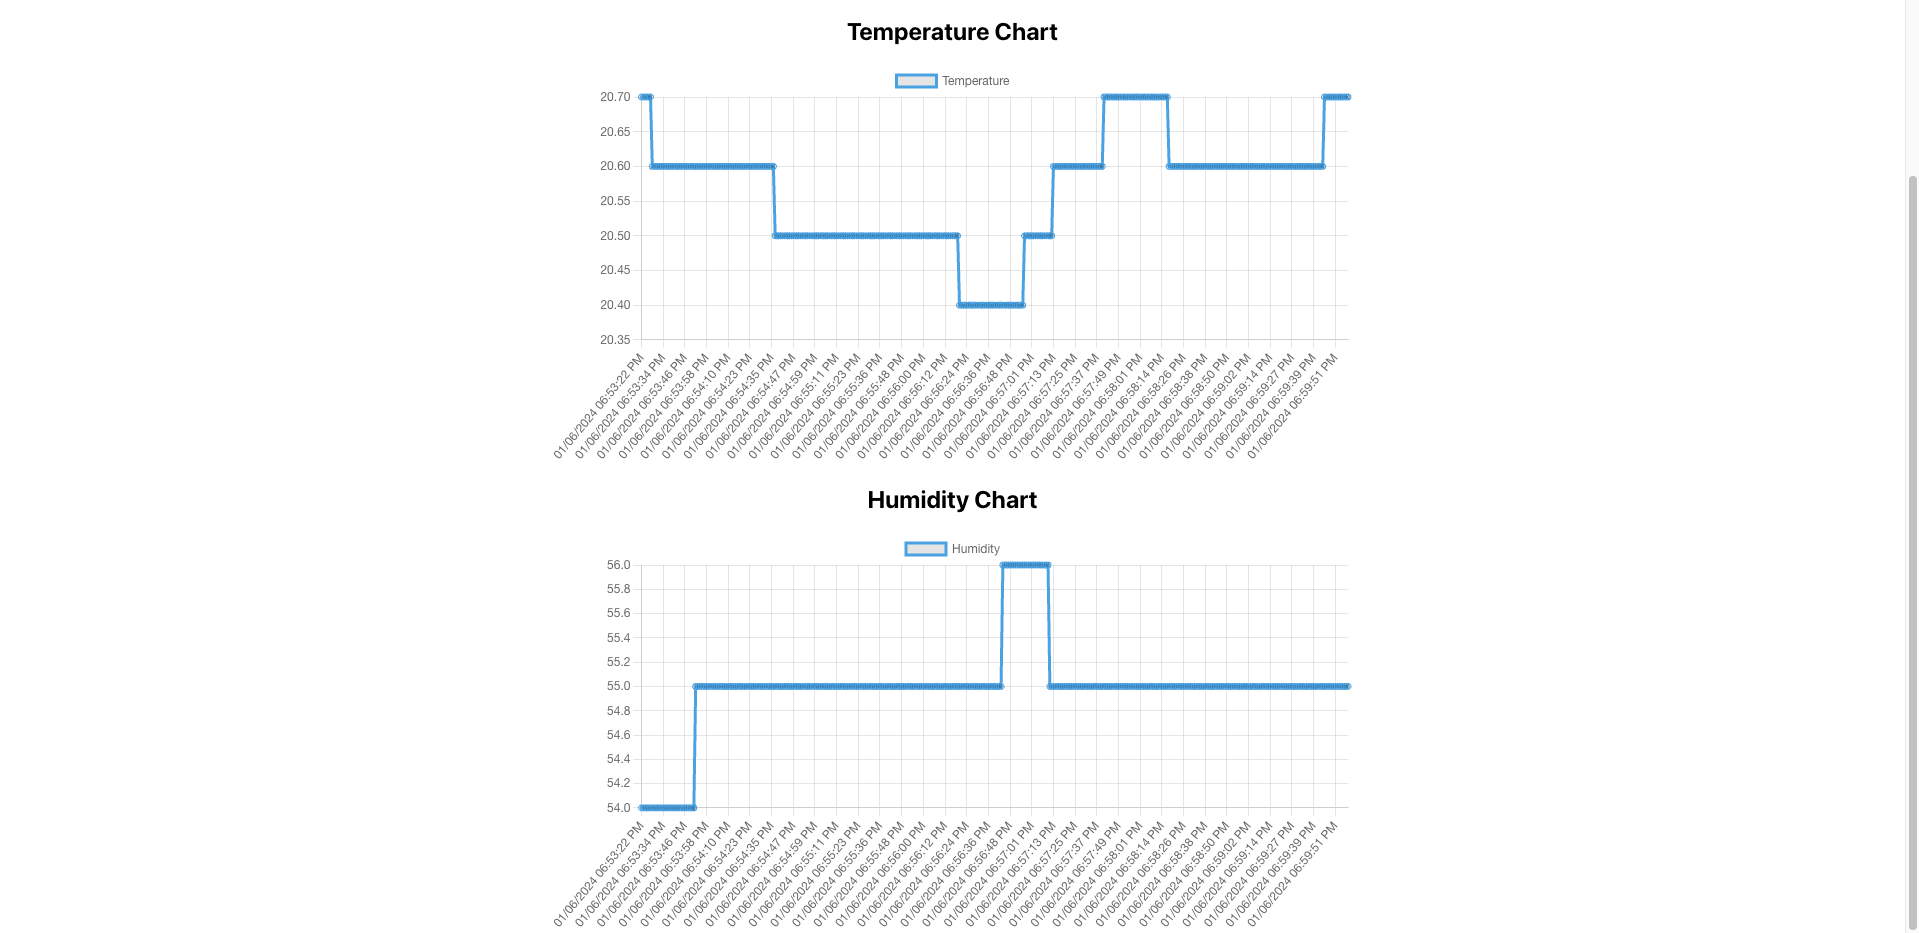 Temperature Chart
Temperature
20.70
20.65
20.60
20.55
20.50
20.45
20.40
20.35
01/06/2024 06:53:22 PM
01/06/2024 06:53:34 PM
01/06/2024 06:53:46 PM
01/06/2024 06:53:58 PM
01/06/2024 06:54:10 PM
01/06/2024 06:54:23 PM
01/06/2024 06:54:35 PM
01/06/2024 06:54:47 PM
01/06/2024 06:54:59 PM
01/06/2024 06:55:11 PM
01/06/2024 06:55:23 PM
01/06/2024 06:55:36 PM
01/06/2024 06:55:48 PM
01/06/2024 06:56:00 PM
01/06/2024 06:56:12 PM
01/06/2024 06:56:24 PM
01/06/2024 06:56:36 PM
01/06/2024 06:56:48 PM
01/06/2024 06:57:01 PM
01/06/2024 06:57:13 PM
01/06/2024 06:57:25 PM
01/06/2024 06:57:37 PM
01/06/2024 06:57:49 PM
01/06/2024 06:58:01 PM
01/06/2024 06:58:14 PM
01/06/2024 06:58:26 PM
01/06/2024 06:58:38 PM
01/06/2024 06:58:50 PM
01/06/2024 06:59:02 PM
01/06/2024 06:59:14 PM
01/06/2024 06:59:27 PM
01/06/2024 06:59:39 PM
01/06/2024 06:59:51 PM
Humidity Chart
Humidity
56.0
55.8
55.6
55.4
55.2
55.0
54.8
54.6
54.4
54.2
54.0
01/06/2024 06:53:22 PM
01/06/2024 06:53:34 PM
01/06/2024 06:53:46 PM
01/06/2024 06:53:58 PM
01/06/2024 06:54:10 PM
01/06/2024 06:54:23 PM
01/06/2024 06:54:35 PM
01/06/2024 06:54:47 PM
01/06/2024 06:54:59 PM
01/06/2024 06:55:11 PM
01/06/2024 06:55:23 PM
01/06/2024 06:55:36 PM
01/06/2024 06:55:48 PM
01/06/2024 06:56:00 PM
01/06/2024 06:56:12 PM
01/06/2024 06:56:24 PM
01/06/2024 06:56:36 PM
01/06/2024 06:56:48 PM
01/06/2024 06:57:01 PM
01/06/2024 06:57:13 PM
01/06/2024 06:57:25 PM
01/06/2024 06:57:37 PM
01/06/2024 06:57:49 PM
01/06/2024 06:58:01 PM
01/06/2024 06:58:14 PM
01/06/2024 06:58:26 PM
01/06/2024 06:58:38 PM
01/06/2024 06:58:50 PM
01/06/2024 06:59:02 PM
01/06/2024 06:59:14 PM
01/06/2024 06:59:27 PM
01/06/2024 06:59:39 PM
01/06/2024 06:59:51 PM